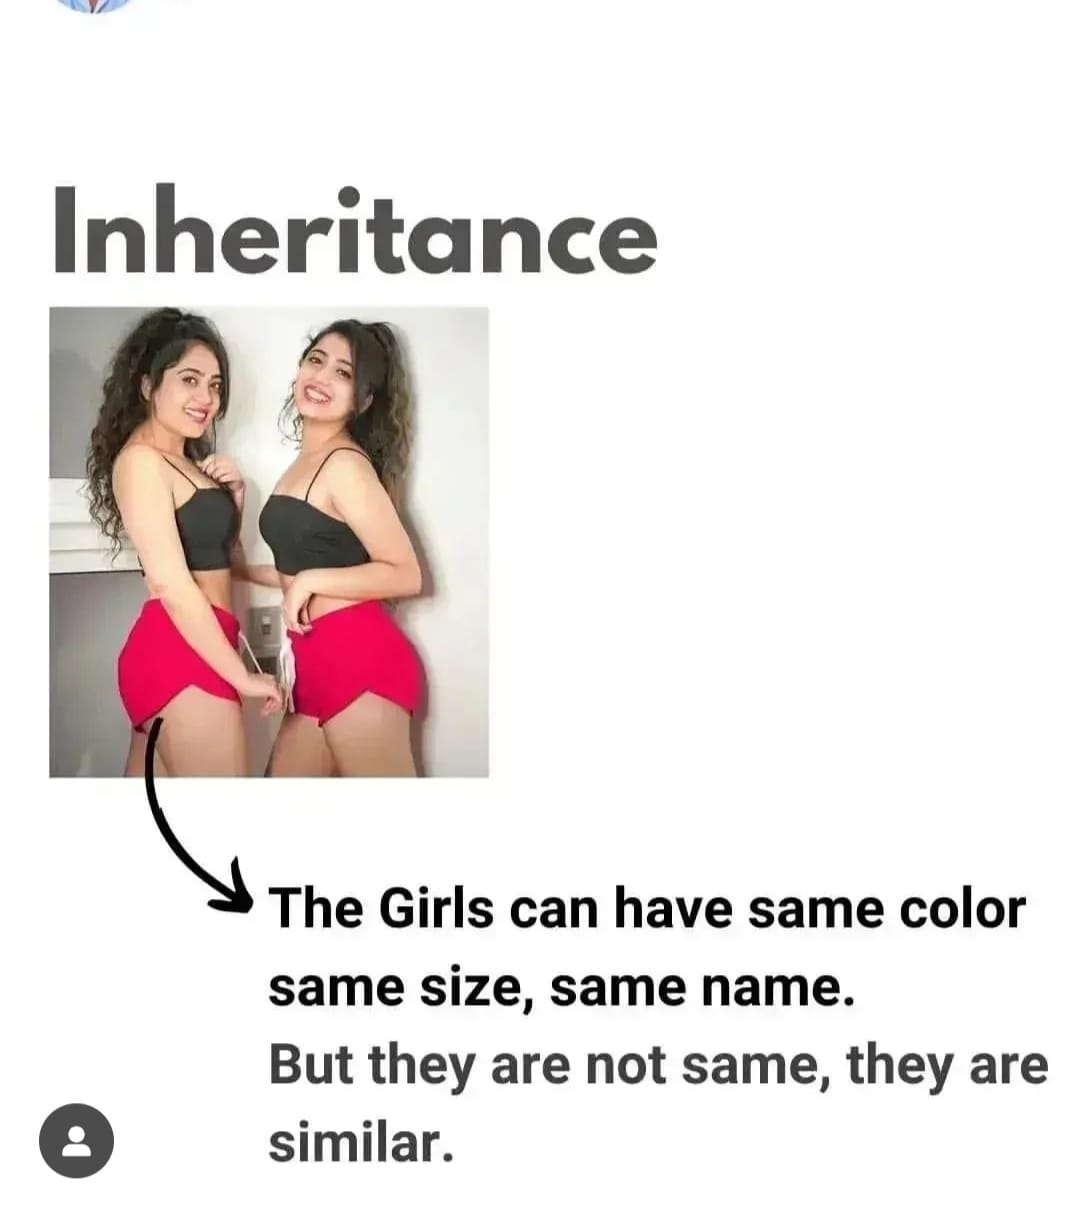 Inheritance
The Girls can have same color
same size, same name.
But they are not same, they are
similar.